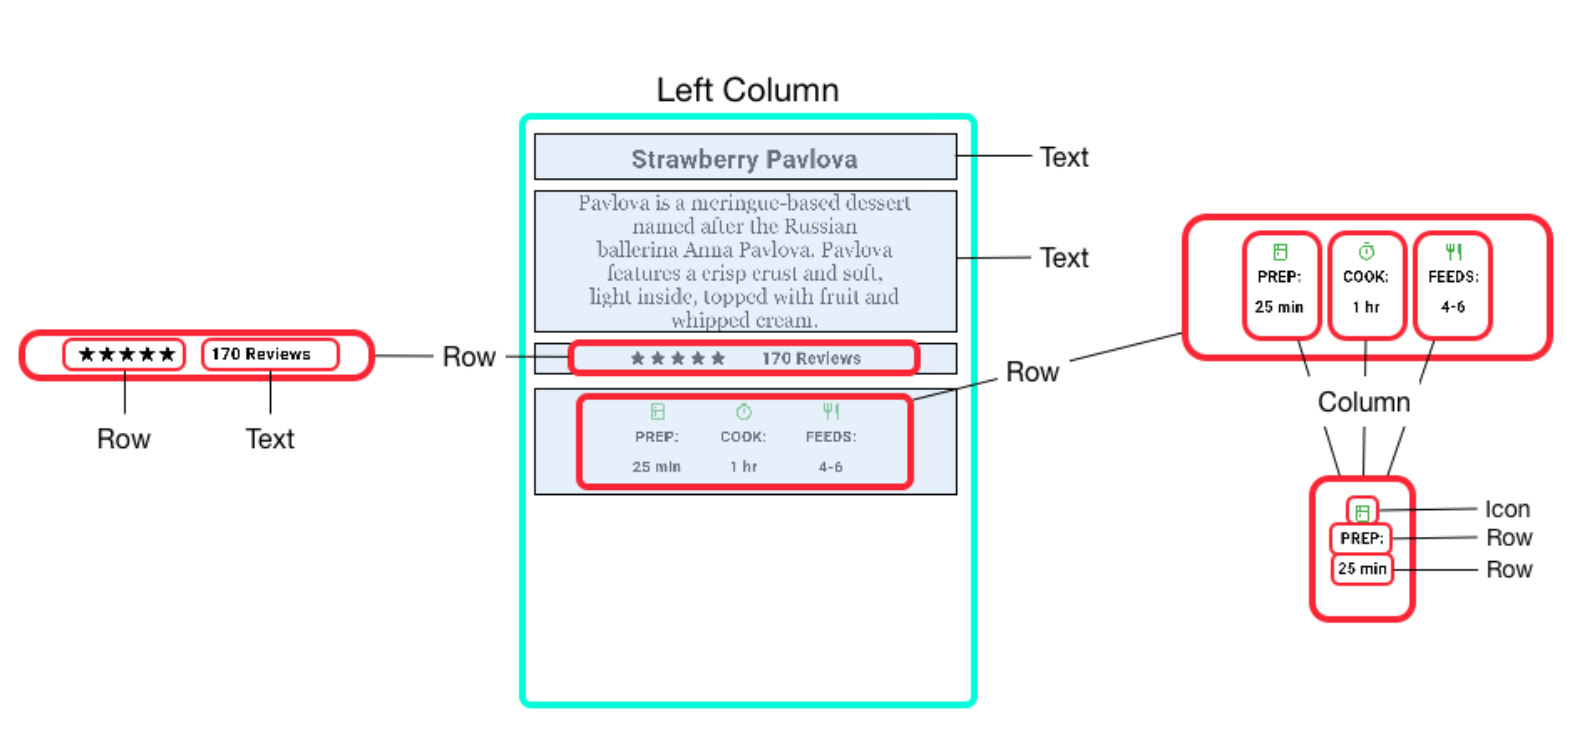 Left Column
Strawberry Pavlova
Text
Pavlova is a meringue-based dessert
named after the Russian
ballerina Anna Pavlova. Pavlova
features a crisp crust and soft,
light inside, topped with fruit and
whipped cream.
Text
★★★★★ 170 Reviews
Row
★★★★★ 170 Reviews
Row Text
Row
PREP: COOK: FEEDS:
25 min 1 hr 4-6
PREP: COOK: FEEDS:
25 min 1 hr 4-6
Column
Icon
PREP: Row
25 min Row